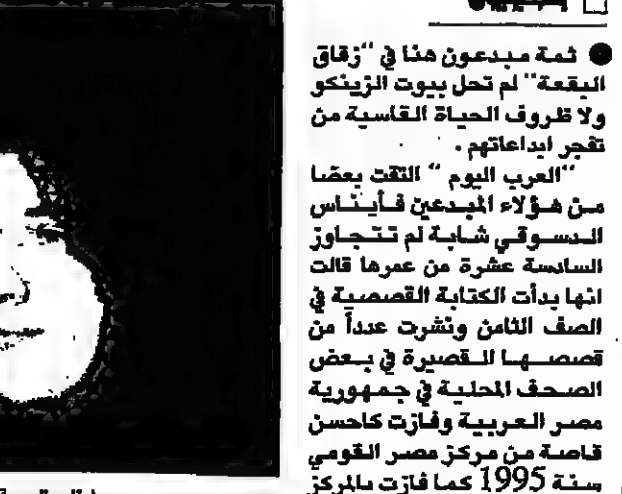 ● ثمة مبدعون هنا في "زقاق
البقعة" لم تحل بيوت الزينكو
ولا ظروف الحياة القاسية من
تفجر ابداعاتهم .
"العرب اليوم " التقت بعضا
من هؤلاء المبدعين فأيناس
الدسوقي شابة لم تتجاوز
السادسة عشرة من عمرها قالت
انها بدأت الكتابة القصصية في
الصف الثامن ونشرت عدداً من
قصصها القصيرة في بعض
الصحف المحلية في جمهورية
مصر العربية وفازت كاحسن
قاصة من مركز مصر القومي
سنة 1995 كما فازت بالمركز